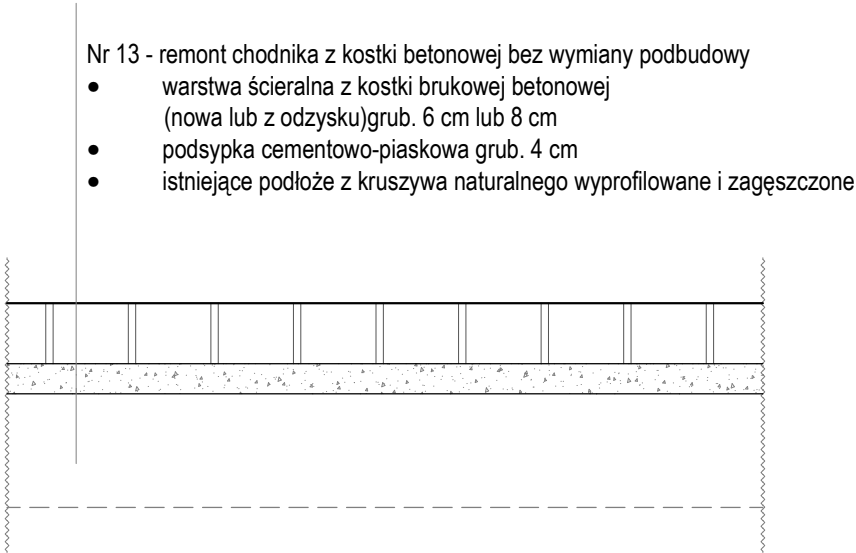 Nr 13 - remont chodnika z kostki betonowej bez wymiany podbudowy
● warstwa ścieralna z kostki brukowej betonowej
(nowa lub z odzysku)grub. 6 cm lub 8 cm
● podsypka cementowo-piaskowa grub. 4 cm
● istniejące podłoże z kruszywa naturalnego wyprofilowane i zagęszczone